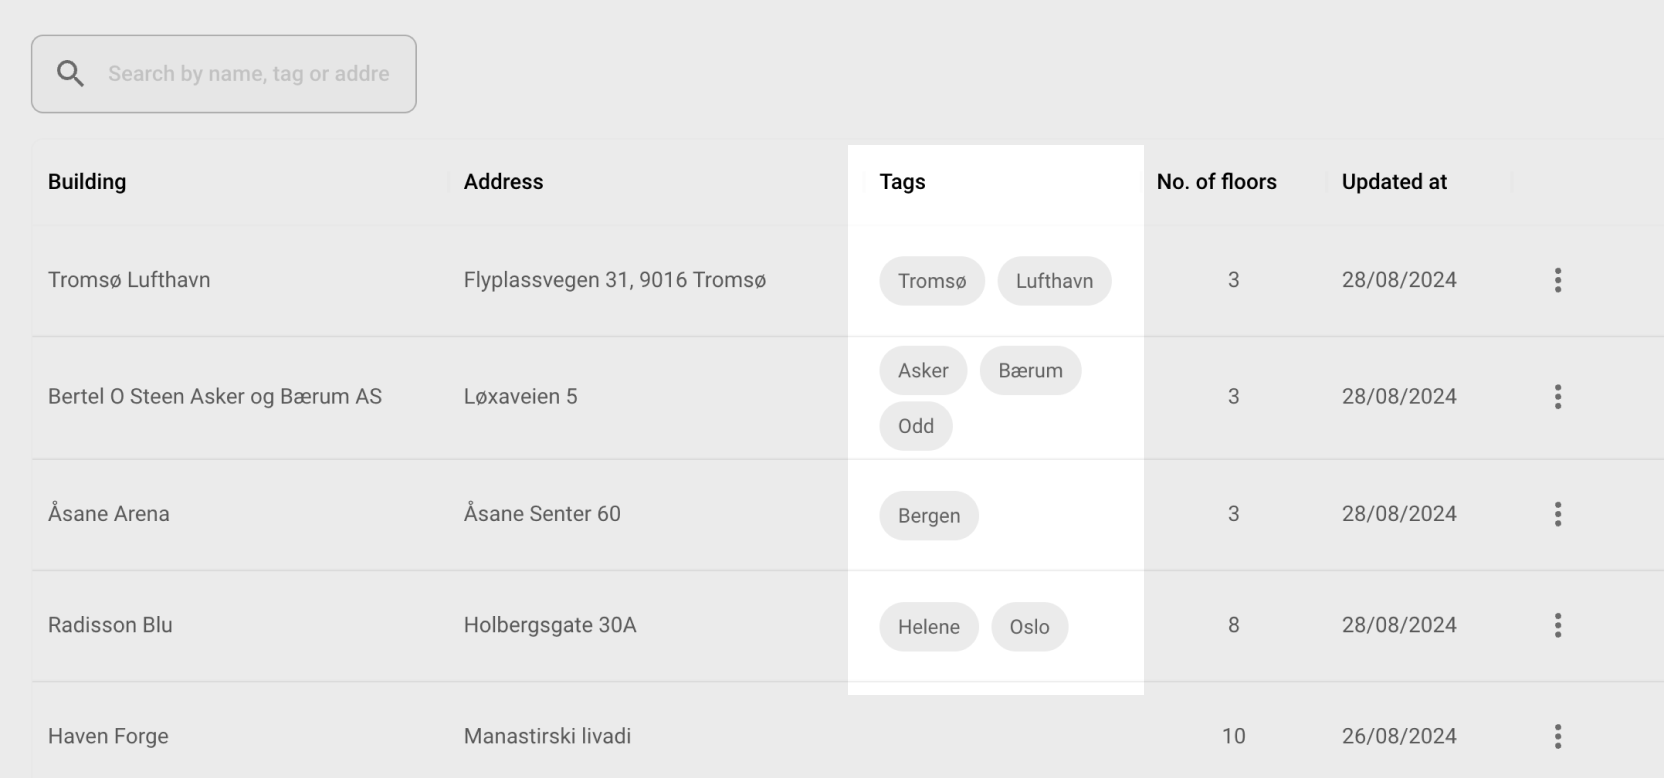 Search by name, tag or addre
Building Address Tags No. of floors Updated at
Tromsø Lufthavn Flyplassvegen 31, 9016 Tromsø Tromsø Lufthavn 3 28/08/2024
Asker Bærum
Bertel O Steen Asker og Bærum AS Løxaveien 5 3 28/08/2024
Odd
Åsane Arena Åsane Senter 60 Bergen 3 28/08/2024
Radisson Blu Holbergsgate 30A Helene Oslo 8 28/08/2024
Haven Forge Manastirski livadi 10 26/08/2024